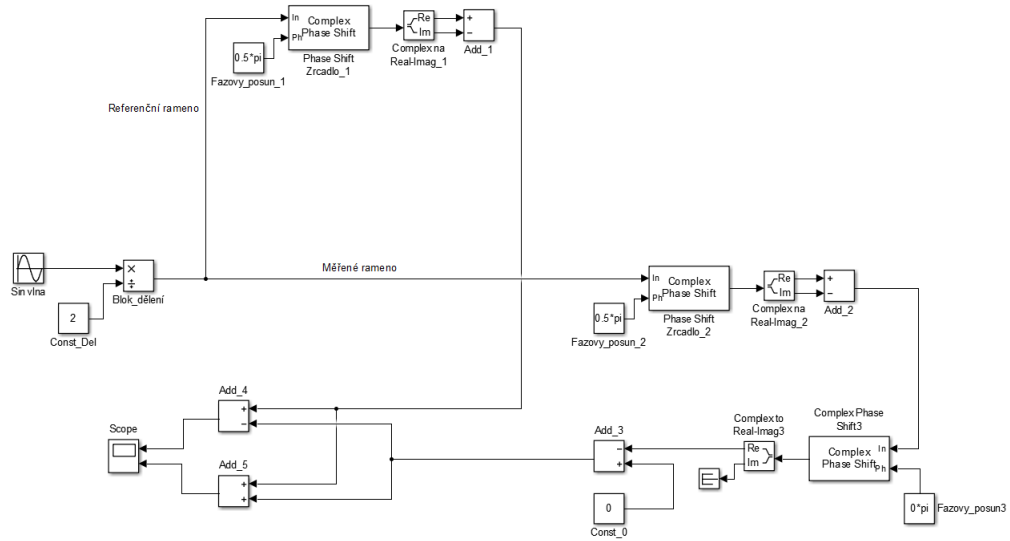 In
Ph
Complex
Phase Shift
Phase Shift
Zrcadlo_1
0.5*pi
Fazovy_posun_1
Re
Im
Complex na
Real-Imag_1
+
−
Add_1
Referenční rameno
Měřené rameno
Sin vlna
×
÷
Blok_dělení
2
Const_Del
In
Ph
Complex
Phase Shift
Phase Shift
Zrcadlo_2
0.5*pi
Fazovy_posun_2
Re
Im
Complex na
Real-Imag_2
+
−
Add_2
Add_4
+
−
Scope
Add_5
+
+
Add_3
−
+
0
Const_0
Complex to
Real-Imag3
Re
Im
Complex Phase
Shift3
Complex
Phase Shift
In
Ph
0*pi
Fazovy_posun3